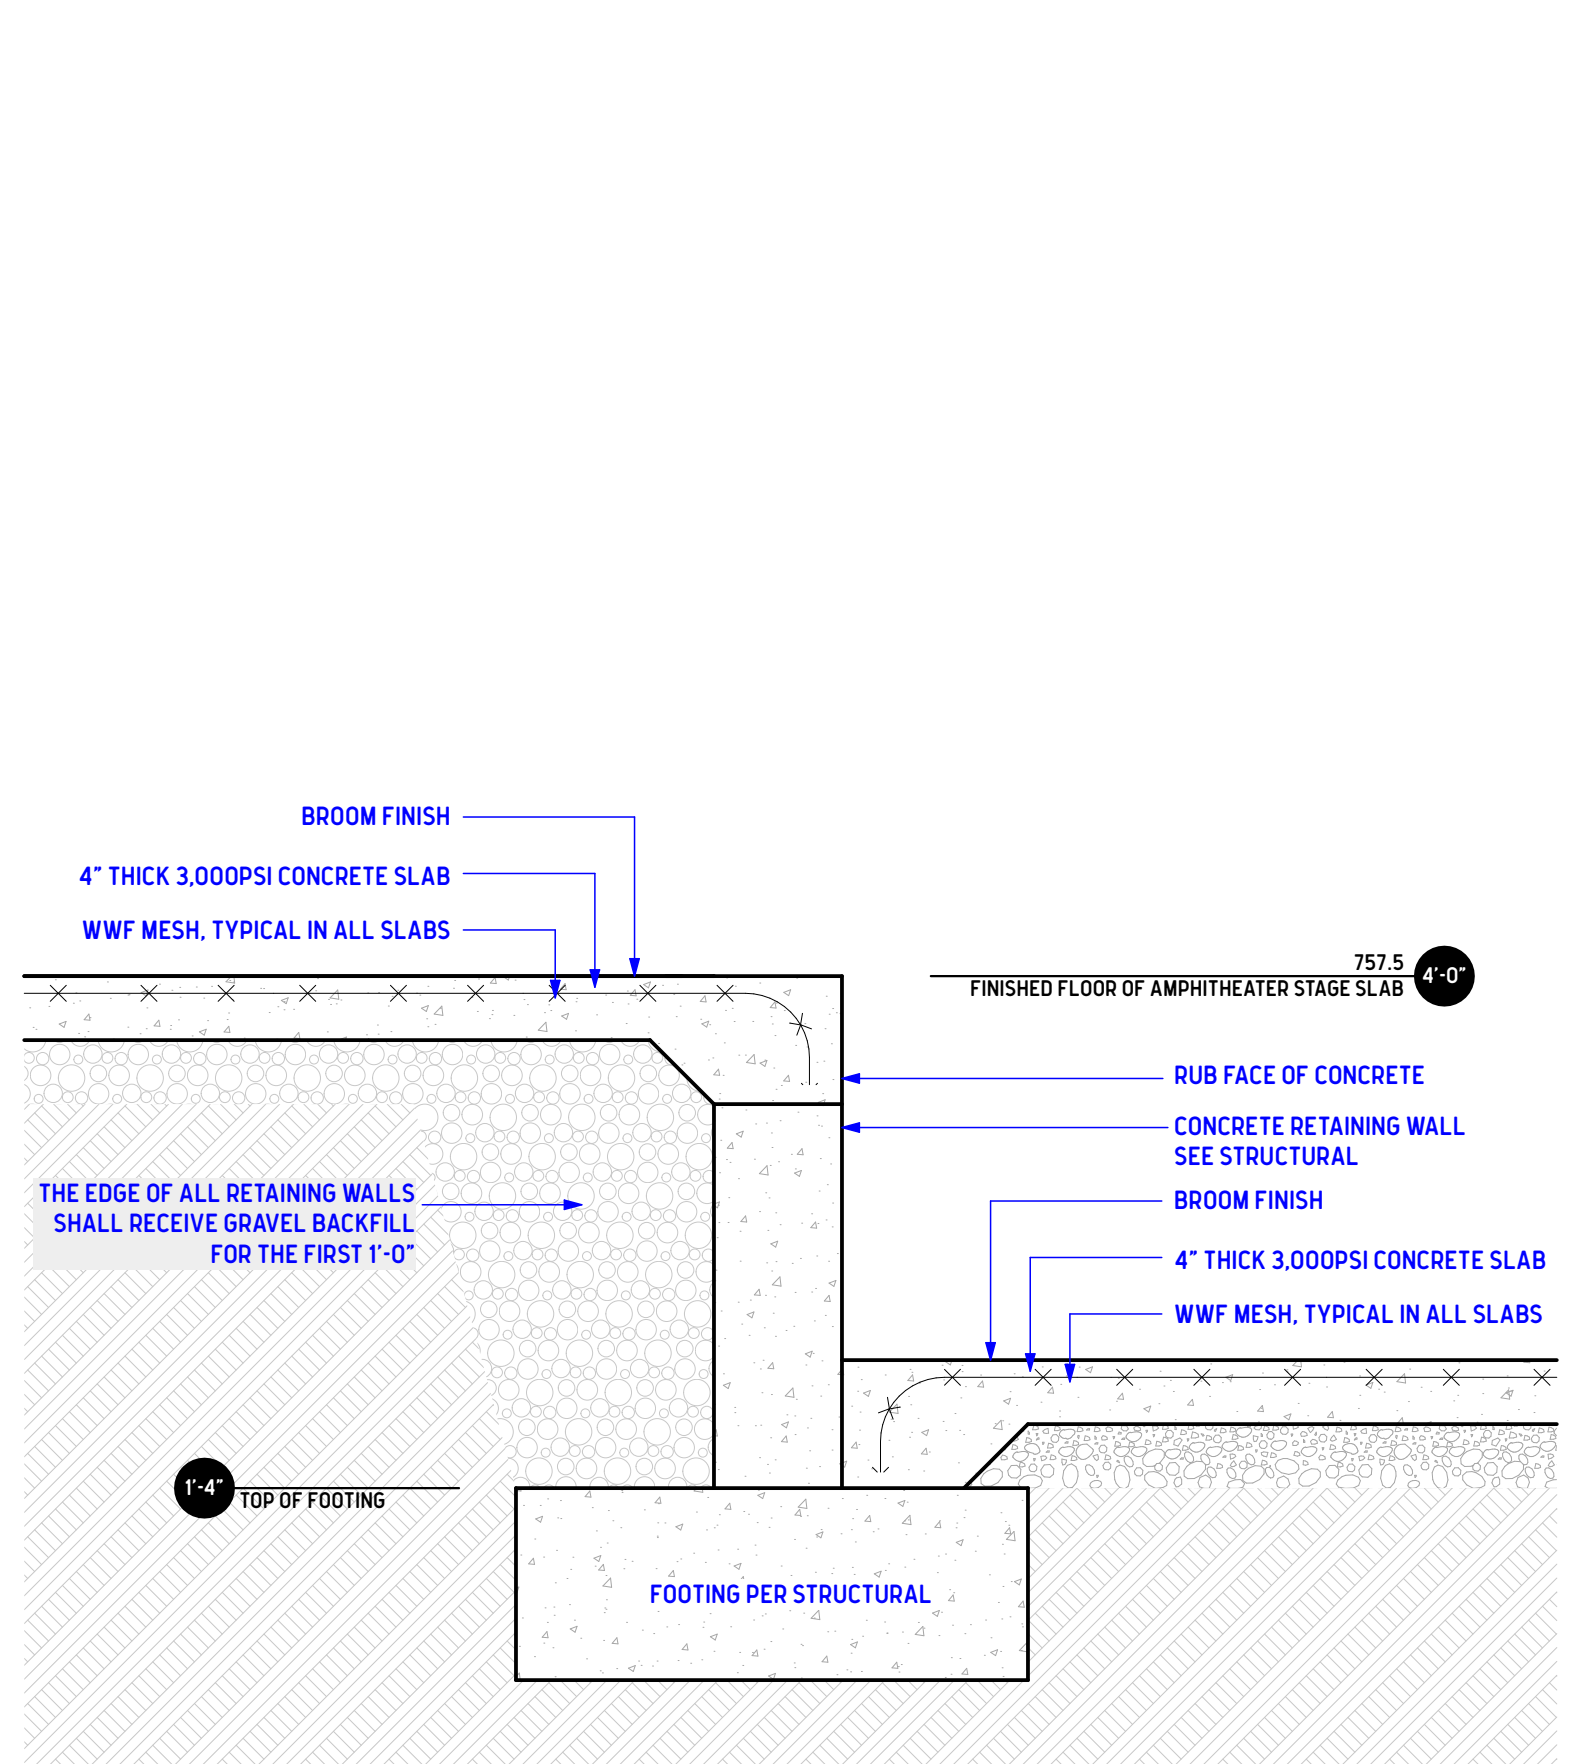 BROOM FINISH
4" THICK 3,000PSI CONCRETE SLAB
WWF MESH, TYPICAL IN ALL SLABS
757.5
4'-0"
FINISHED FLOOR OF AMPHITHEATER STAGE SLAB
RUB FACE OF CONCRETE
CONCRETE RETAINING WALL
SEE STRUCTURAL
THE EDGE OF ALL RETAINING WALLS
SHALL RECEIVE GRAVEL BACKFILL
FOR THE FIRST 1'-0"
BROOM FINISH
4" THICK 3,000PSI CONCRETE SLAB
WWF MESH, TYPICAL IN ALL SLABS
1'-4"
TOP OF FOOTING
FOOTING PER STRUCTURAL